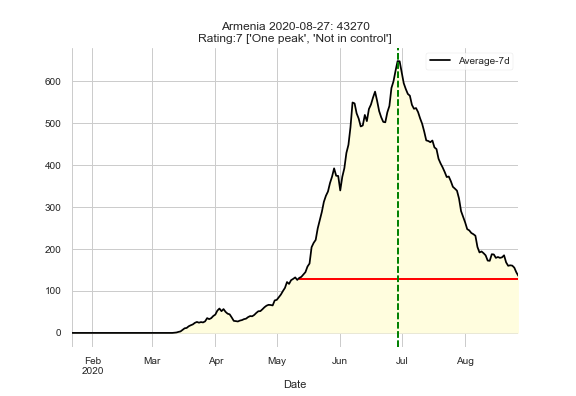 Armenia 2020-08-27: 43270
Rating:7 ['One peak', 'Not in control']
Average-7d
600
500
400
300
200
100
0
Feb
2020
Mar
Apr
May
Jun
Jul
Aug
Date